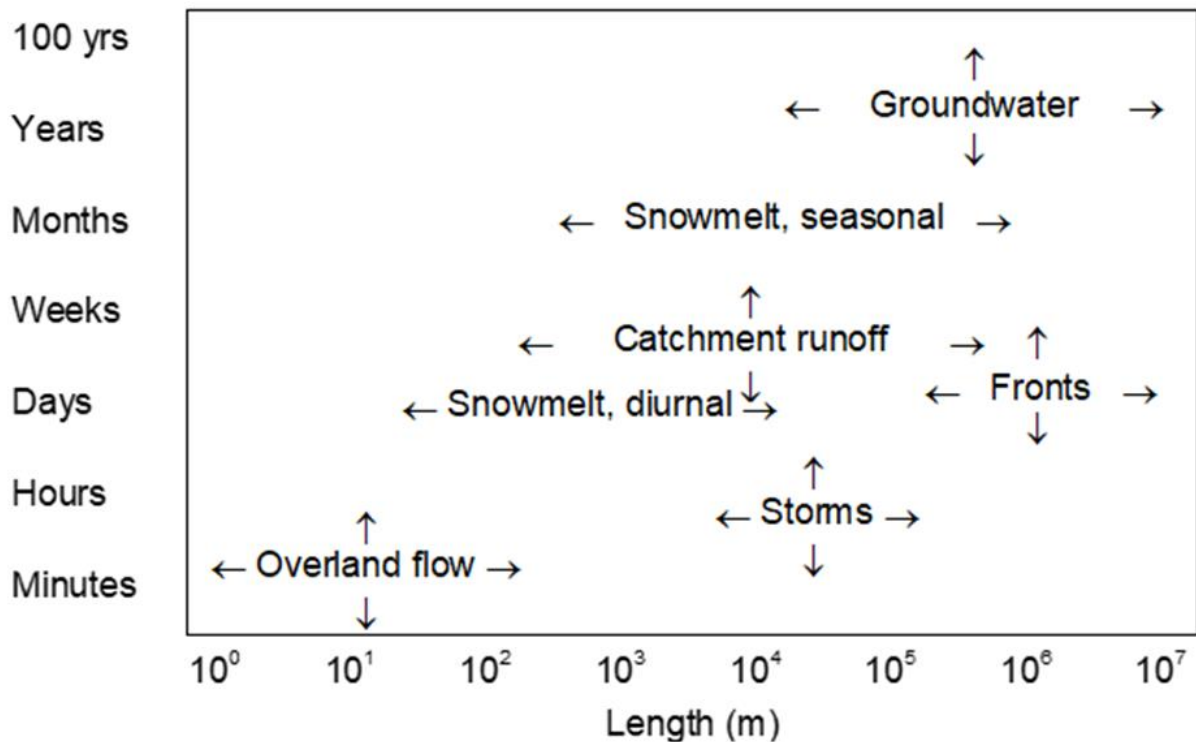 100 yrs
Groundwater
Years
Months
Snowmelt, seasonal
Weeks
Catchment runoff
Fronts
Days
Snowmelt, diurnal
Hours
Storms
Overland flow
Minutes
10⁰ 10¹ 10² 10³ 10⁴ 10⁵ 10⁶ 10⁷
Length (m)